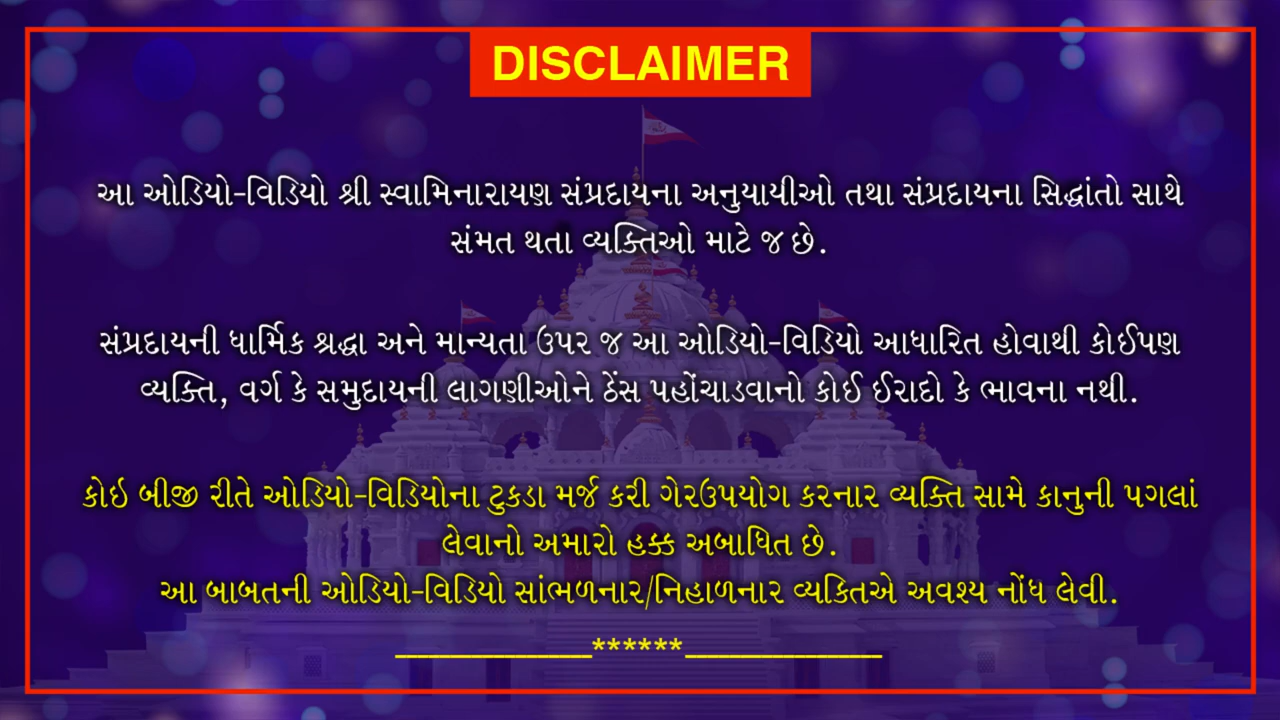 DISCLAIMER
આ ઓડિયો-વિડિયો શ્રી સ્વામિનારાયણ સંપ્રદાયના અનુયાયીઓ તથા સંપ્રદાયના સિદ્ધાંતો સાથે
સંમત થતા વ્યક્તિઓ માટે જ છે.
સંપ્રદાયની ધાર્મિક શ્રદ્ધા અને માન્યતા ઉપર જ આ ઓડિયો-વિડિયો આધારિત હોવાથી કોઈપણ
વ્યક્તિ, વર્ગ કે સમુદાયની લાગણીઓને ઠેંસ પહોંચાડવાનો કોઈ ઈરાદો કે ભાવના નથી.
કોઇ બીજી રીતે ઓડિયો-વિડિયોના ટુકડા મર્જ કરી ગેરઉપયોગ કરનાર વ્યક્તિ સામે કાનુની પગલાં
લેવાનો અમારો હક્ક અબાધિત છે.
આ બાબતની ઓડિયો-વિડિયો સાંભળનાર/નિહાળનાર વ્યકિતએ અવશ્ય નોંધ લેવી.
_______________******_______________